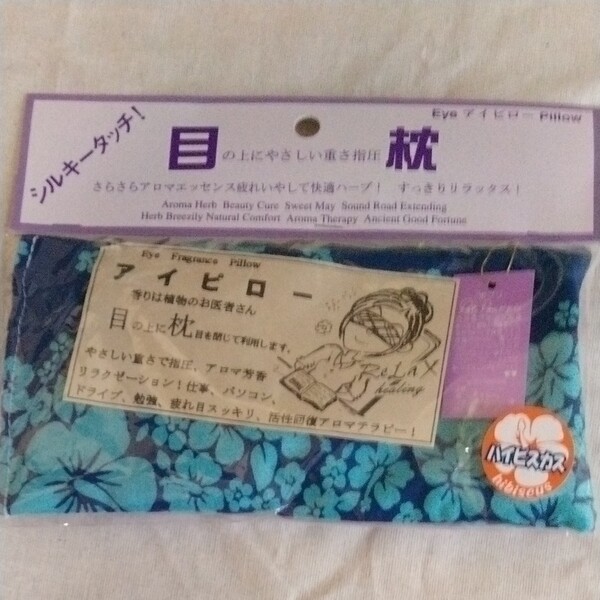 シルキータッチ!
Eye アイピロー Pillow
目の上にやさしい重さ指圧 枕
さらさらアロマエッセンス疲れいやして快適ハーブ! すっきりリラックス!
Aroma Herb Beauty Cure Sweet May Sound Road Extending
Herb Breezily Natural Comfort Aroma Therapy Ancient Good Fortune
Eye Fragrance Pillow
アイピロー
香りは植物のお医者さん
目の上に枕 目を閉じて利用します。
やさしい重さで指圧、アロマ芳香
リラクゼーション!仕事、パソコン、
ドライブ、勉強、疲れ目スッキリ、活性回復アロマテラピー!
ReLaX
healing
ハイビスカス
hibiscus